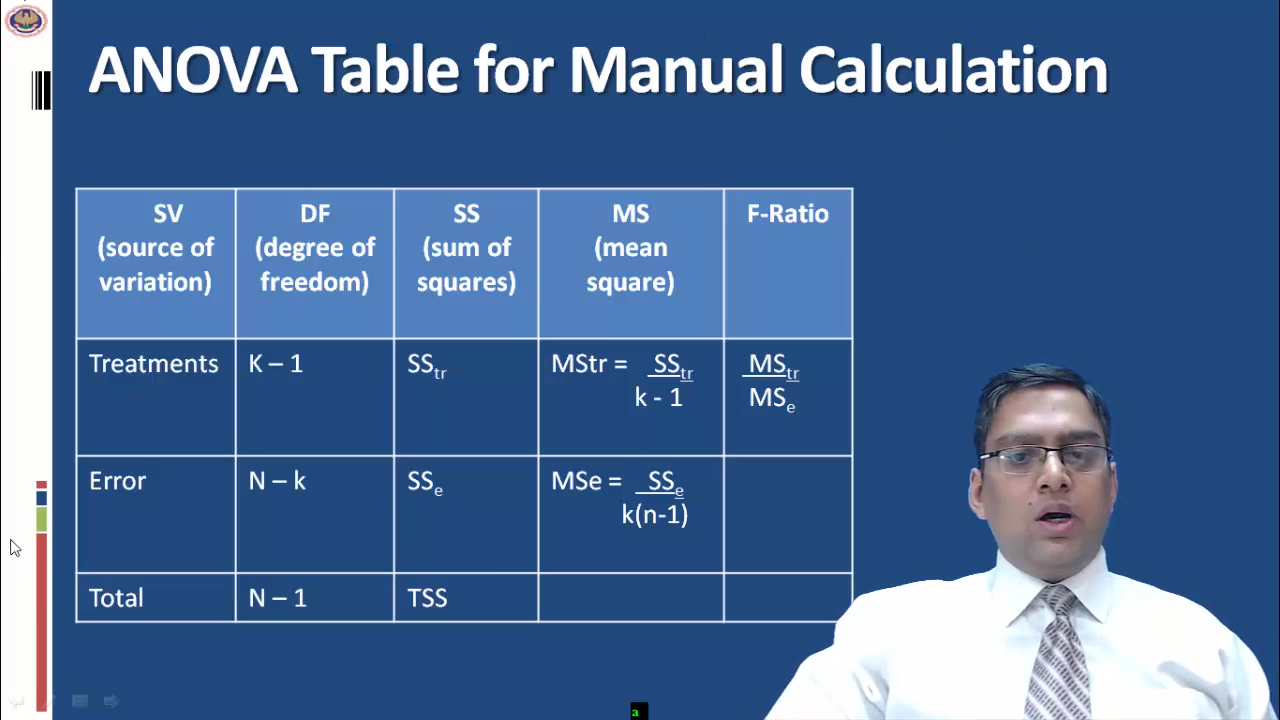 ANOVA Table for Manual Calculation
SV (source of variation) DF (degree of freedom) SS (sum of squares) MS (mean square) F-Ratio
Treatments K – 1 SStr MStr = SStr / k - 1 MStr / MSe
Error N – k SSe MSe = SSe / k(n-1)
Total N – 1 TSS
a